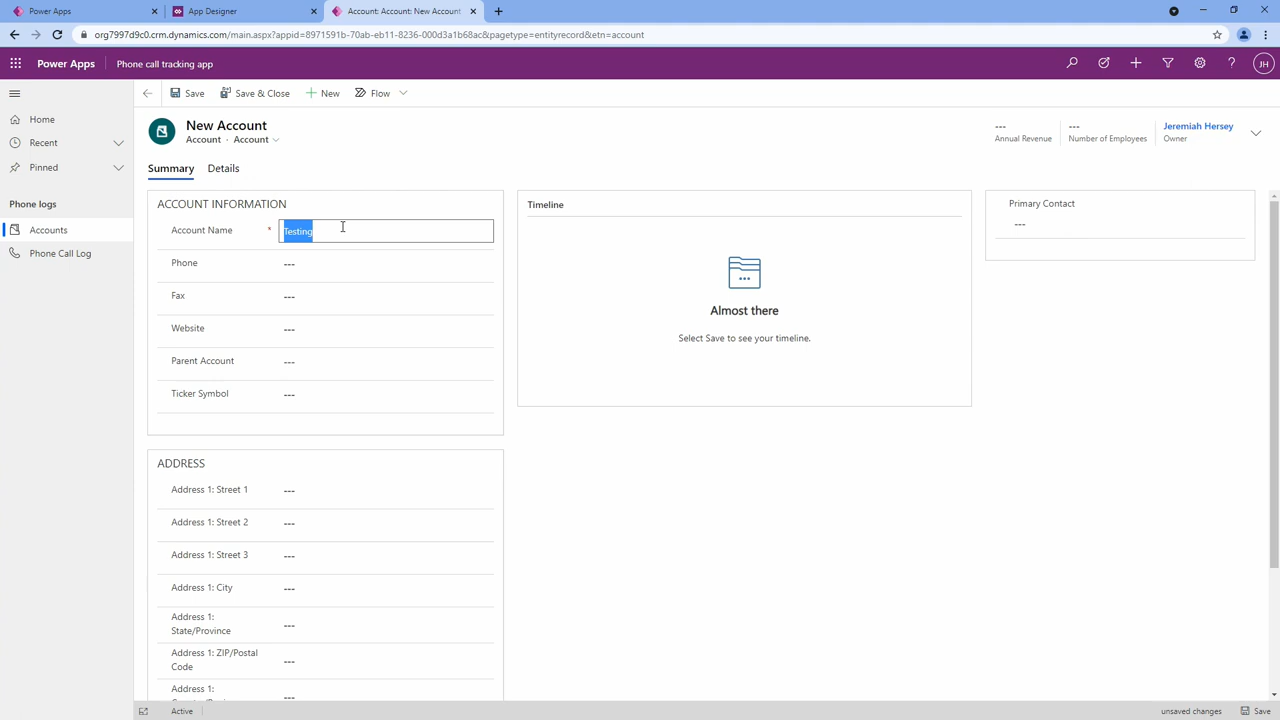 Power Apps
App Designer
Account: Account: New Account
org7997d9c0.crm.dynamics.com/main.aspx?appid=8971591b-70ab-eb11-8236-000d3a1b68ac&pagetype=entityrecord&etn=account
Power Apps
Phone call tracking app
JH
Save
Save & Close
New
Flow
Home
Recent
Pinned
Phone logs
Accounts
Phone Call Log
New Account
Account · Account
---
Annual Revenue
---
Number of Employees
Jeremiah Hersey
Owner
Summary
Details
ACCOUNT INFORMATION
Account Name * Testing
Phone ---
Fax ---
Website ---
Parent Account ---
Ticker Symbol ---
Timeline
Almost there
Select Save to see your timeline.
Primary Contact
---
ADDRESS
Address 1: Street 1 ---
Address 1: Street 2 ---
Address 1: Street 3 ---
Address 1: City ---
Address 1:
State/Province ---
Address 1: ZIP/Postal
Code ---
Address 1:
---
Active
unsaved changes
Save